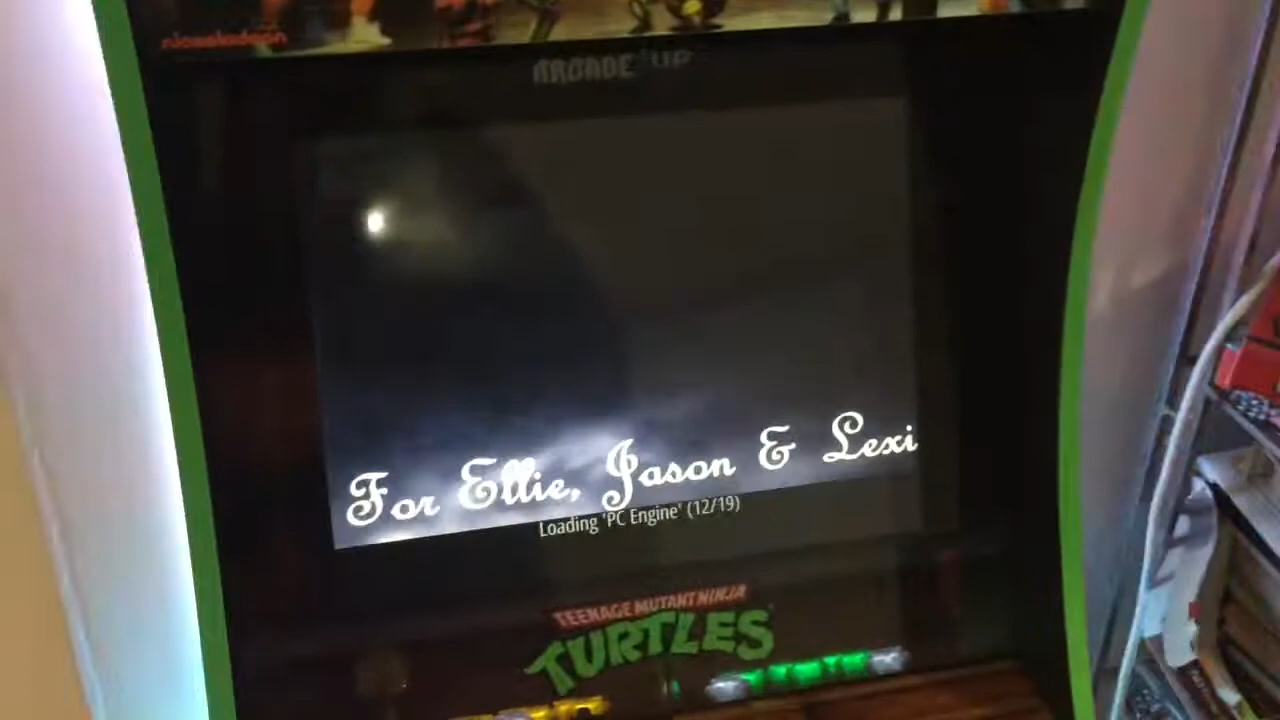 nickelodeon
ARCADE1UP
For Ellie, Jason & Lexi
Loading 'PC Engine' (12/19)
TEENAGE MUTANT NINJA
TURTLES